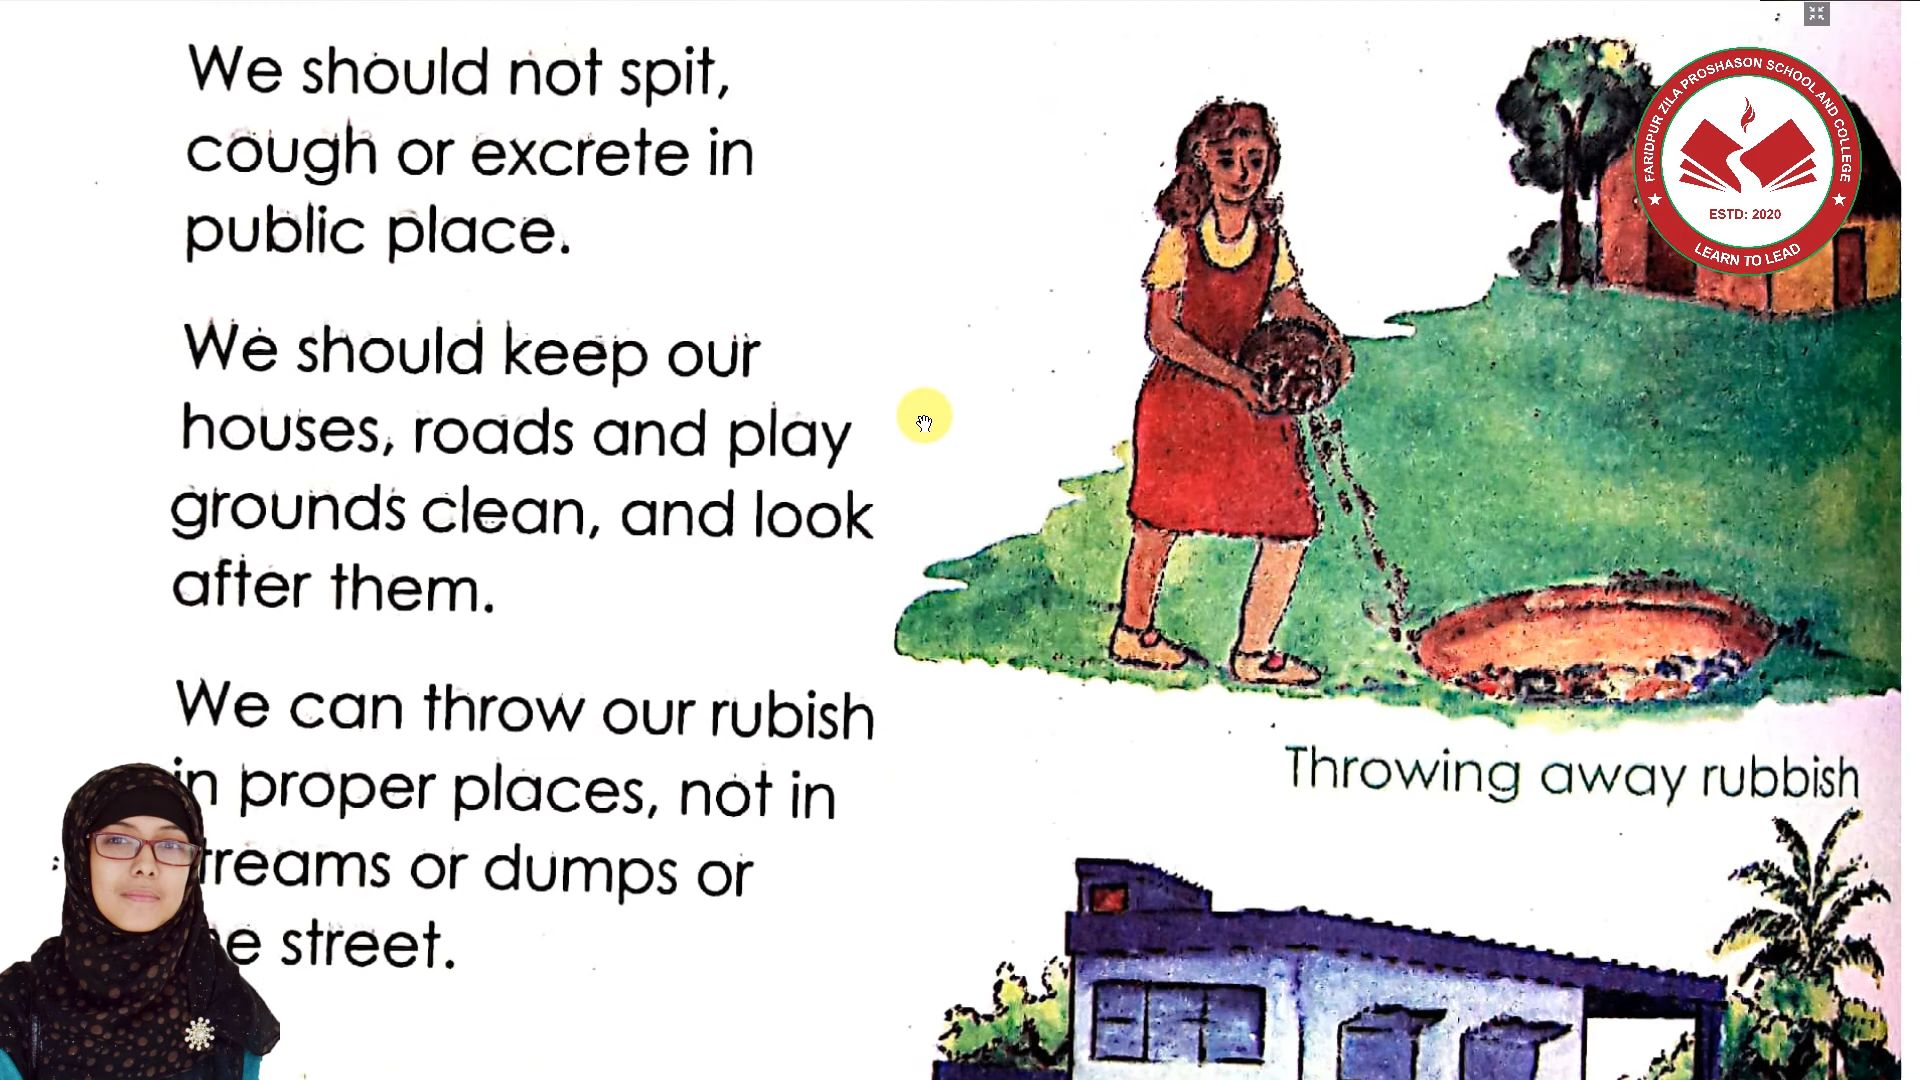 We should not spit,
cough or excrete in
public place.
We should keep our
houses, roads and play
grounds clean, and look
after them.
We can throw our rubish
in proper places, not in
treams or dumps or
e street.
Throwing away rubbish
FARIDPUR ZILA PROSHASON SCHOOL AND COLLEGE
ESTD: 2020
LEARN TO LEAD